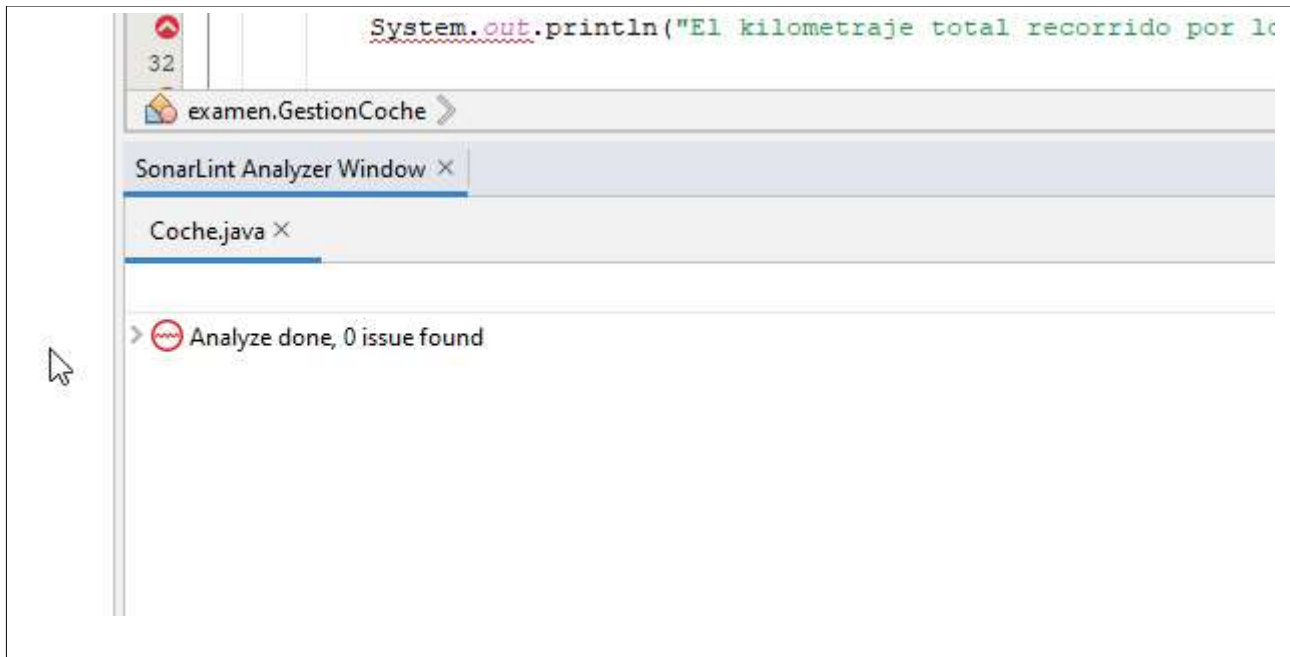 System.out.println("El kilometraje total recorrido por
32
examen.GestionCoche
SonarLint Analyzer Window
Coche.java
Analyze done, 0 issue found